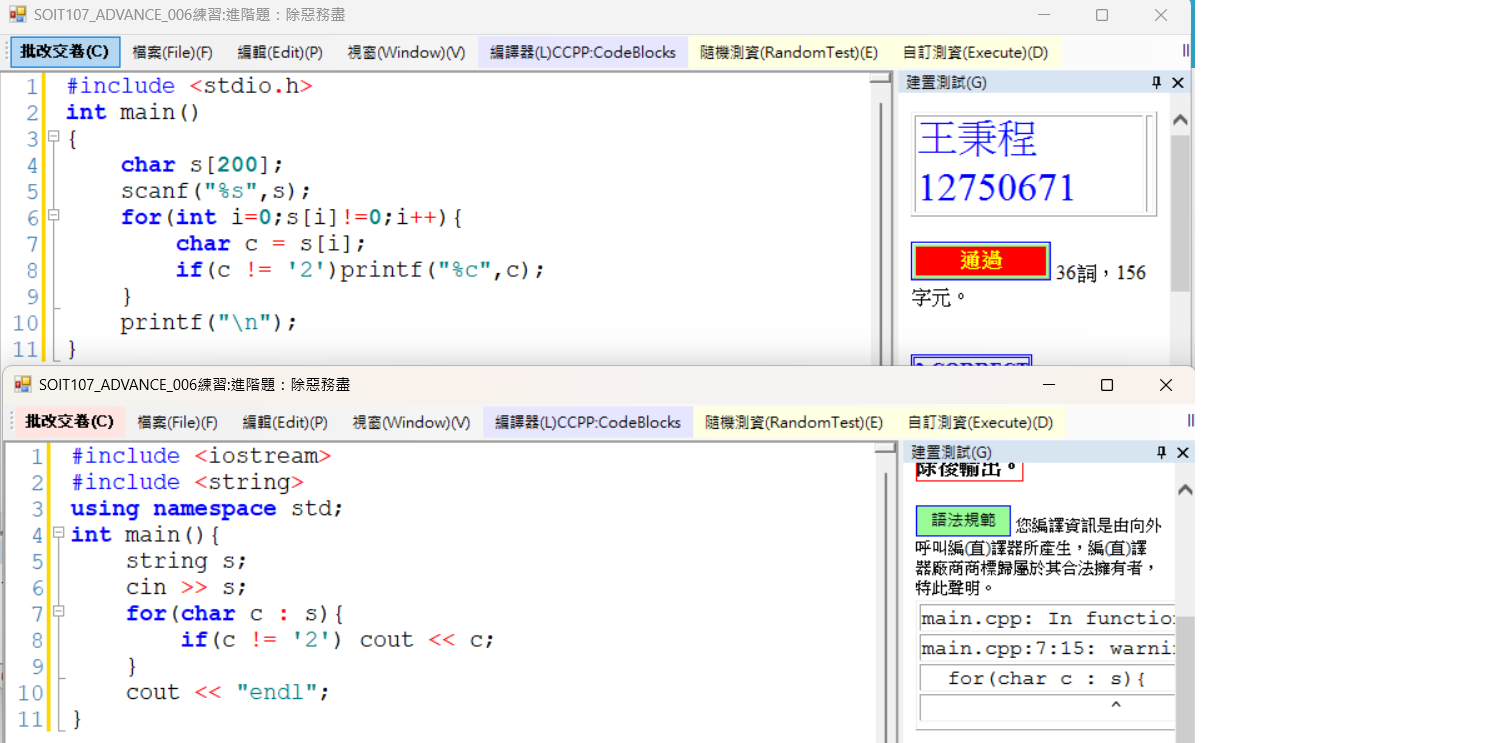 SOIT107_ADVANCE_006練習:進階題：除惡務盡
批改交卷(C) 檔案(File)(F) 編輯(Edit)(P) 視窗(Window)(V) 編譯器(L)CCPP:CodeBlocks 隨機測資(RandomTest)(E) 自訂測資(Execute)(D)
1 #include <stdio.h>
2 int main()
3 {
4 char s[200];
5 scanf("%s",s);
6 for(int i=0;s[i]!=0;i++){
7 char c = s[i];
8 if(c != '2')printf("%c",c);
9 }
10 printf("\n");
11 }
建置測試(G)
王秉程
12750671
通過 36詞，156
字元。
SOIT107_ADVANCE_006練習:進階題：除惡務盡
批改交卷(C) 檔案(File)(F) 編輯(Edit)(P) 視窗(Window)(V) 編譯器(L)CCPP:CodeBlocks 隨機測資(RandomTest)(E) 自訂測資(Execute)(D)
1 #include <iostream>
2 #include <string>
3 using namespace std;
4 int main(){
5 string s;
6 cin >> s;
7 for(char c : s){
8 if(c != '2') cout << c;
9 }
10 cout << "endl";
11 }
建置測試(G)
除後輸出。
語法規範 您編譯資訊是由向外
呼叫編(直)譯器所產生，編(直)譯
器廠商商標歸屬於其合法擁有者，
特此聲明。
main.cpp: In functio
main.cpp:7:15: warni
for(char c : s){
^